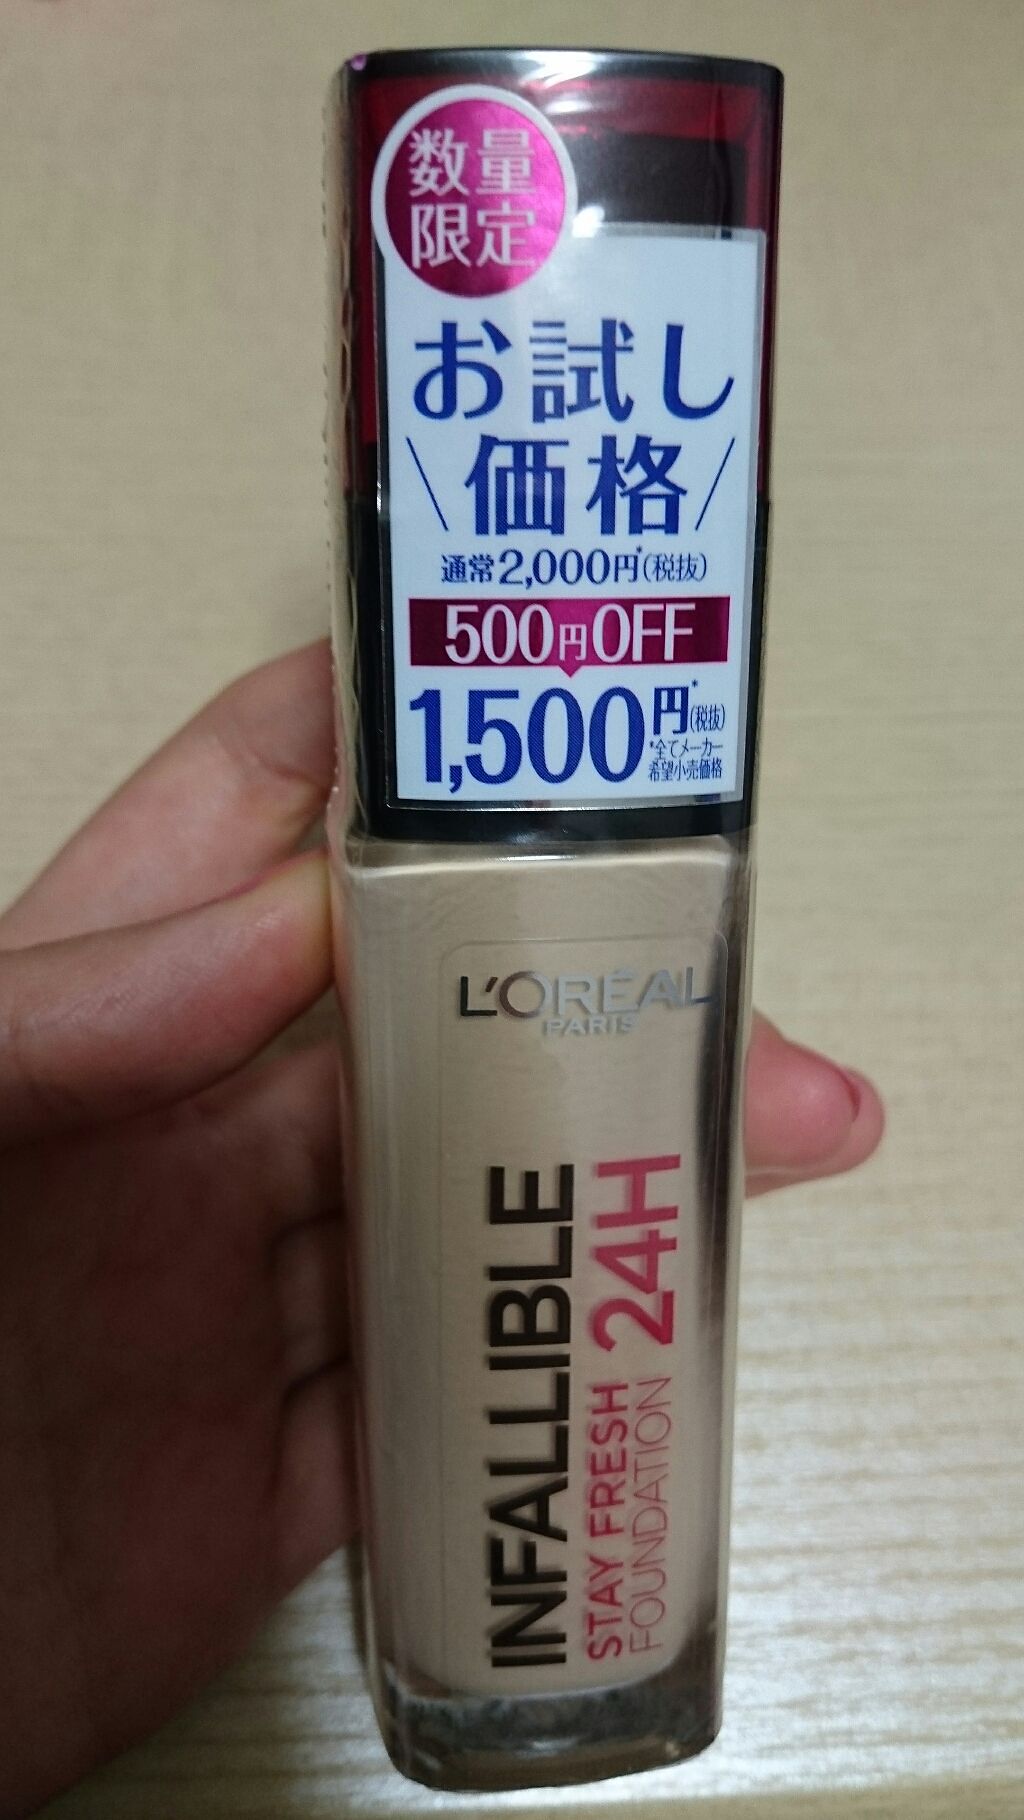 数量
限定
お試し
\価格/
通常2,000円*(税抜)
500円OFF
1,500円*(税抜)
*全てメーカー
希望小売価格
L'ORÉAL
PARIS
INFALLIBLE
STAY FRESH 24H
FOUNDATION